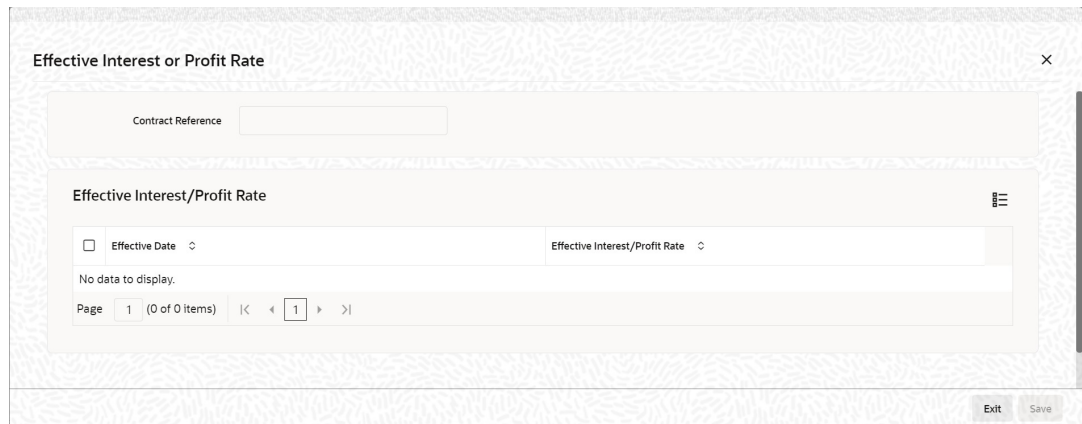 Effective Interest or Profit Rate
Contract Reference
Effective Interest/Profit Rate
Effective Date Effective Interest/Profit Rate
No data to display.
Page 1 (0 of 0 items) 1
Exit Save